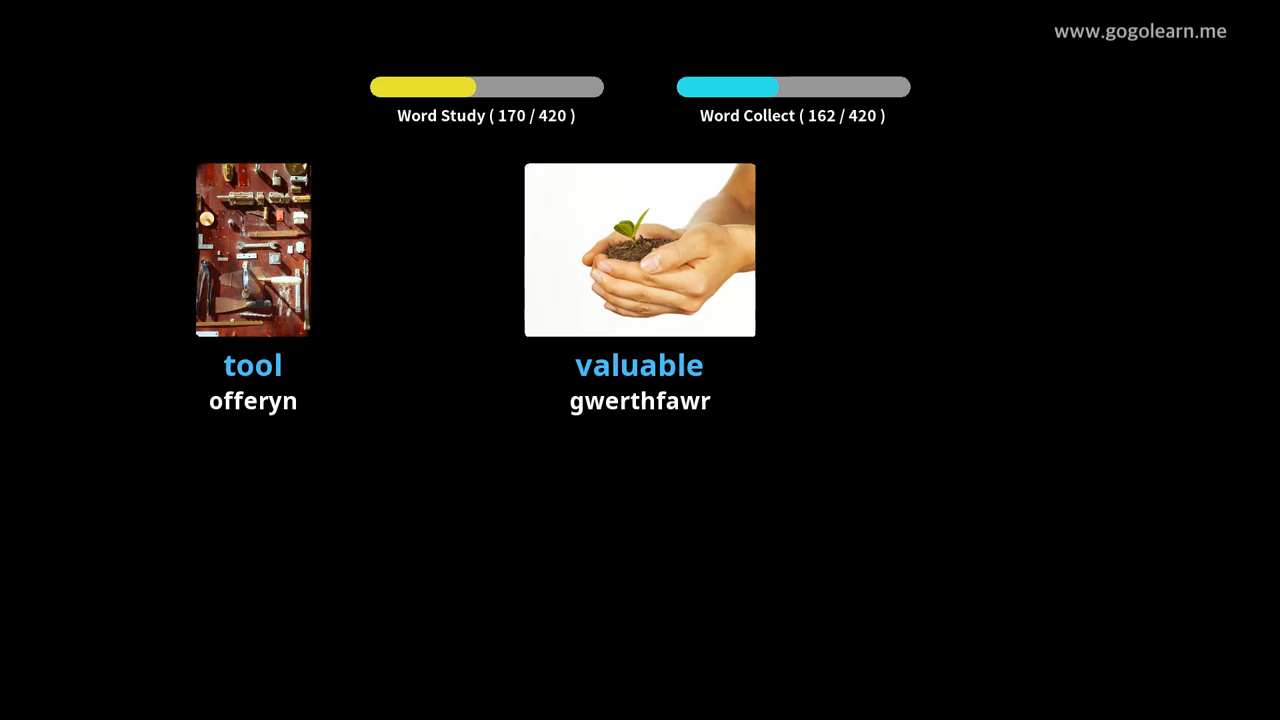 www.gogolearn.me
Word Study ( 170 / 420 )
Word Collect ( 162 / 420 )
tool
offeryn
valuable
gwerthfawr